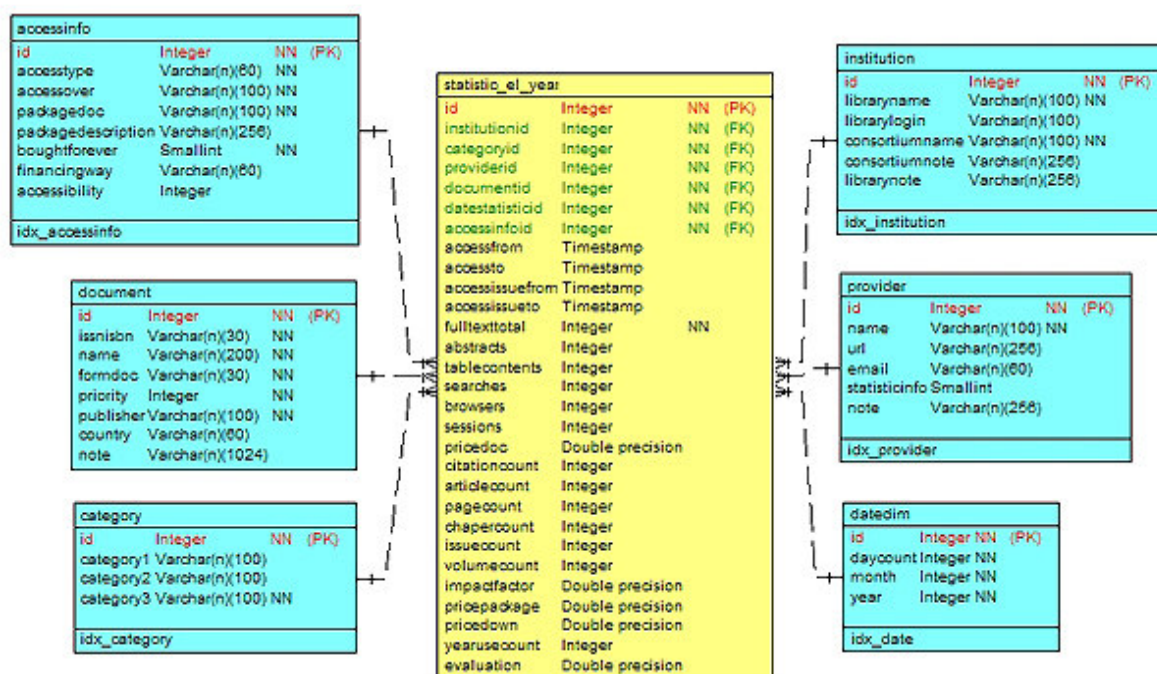 accessinfo
id Integer NN (PK)
accesstype Varchar(n)(60) NN
accessover Varchar(n)(100) NN
packagedoc Varchar(n)(100) NN
packagedescription Varchar(n)(256)
boughtforever Smallint NN
financingway Varchar(n)(60)
accessibility Integer
idx_accessinfo
document
id Integer NN (PK)
issnisbn Varchar(n)(30) NN
name Varchar(n)(200) NN
formdoc Varchar(n)(30) NN
priority Integer NN
publisher Varchar(n)(100) NN
country Varchar(n)(60)
note Varchar(n)(1024)
category
id Integer NN (PK)
category1 Varchar(n)(100)
category2 Varchar(n)(100)
category3 Varchar(n)(100) NN
idx_category
statistic_el_year
id Integer NN (PK)
institutionid Integer NN (FK)
categoryid Integer NN (FK)
providerid Integer NN (FK)
documentid Integer NN (FK)
datestatisticid Integer NN (FK)
accessinfoid Integer NN (FK)
accessfrom Timestamp
accessto Timestamp
accessissuefrom Timestamp
accessissueto Timestamp
fulltexttotal Integer NN
abstracts Integer
tablecontents Integer
searches Integer
browsers Integer
sessions Integer
pricedoc Double precision
citationcount Integer
articlecount Integer
pagecount Integer
chapercount Integer
issuecount Integer
volumecount Integer
impactfactor Double precision
pricepackage Double precision
pricedown Double precision
yearusecount Integer
evaluation Double precision
institution
id Integer NN (PK)
libraryname Varchar(n)(100) NN
librarylogin Varchar(n)(100)
consortiumname Varchar(n)(100) NN
consortiumnote Varchar(n)(256)
librarynote Varchar(n)(256)
idx_institution
provider
id Integer NN (PK)
name Varchar(n)(100) NN
url Varchar(n)(256)
email Varchar(n)(60)
statisticinfo Smallint
note Varchar(n)(256)
idx_provider
datedim
id Integer NN (PK)
daycount Integer NN
month Integer NN
year Integer NN
idx_date